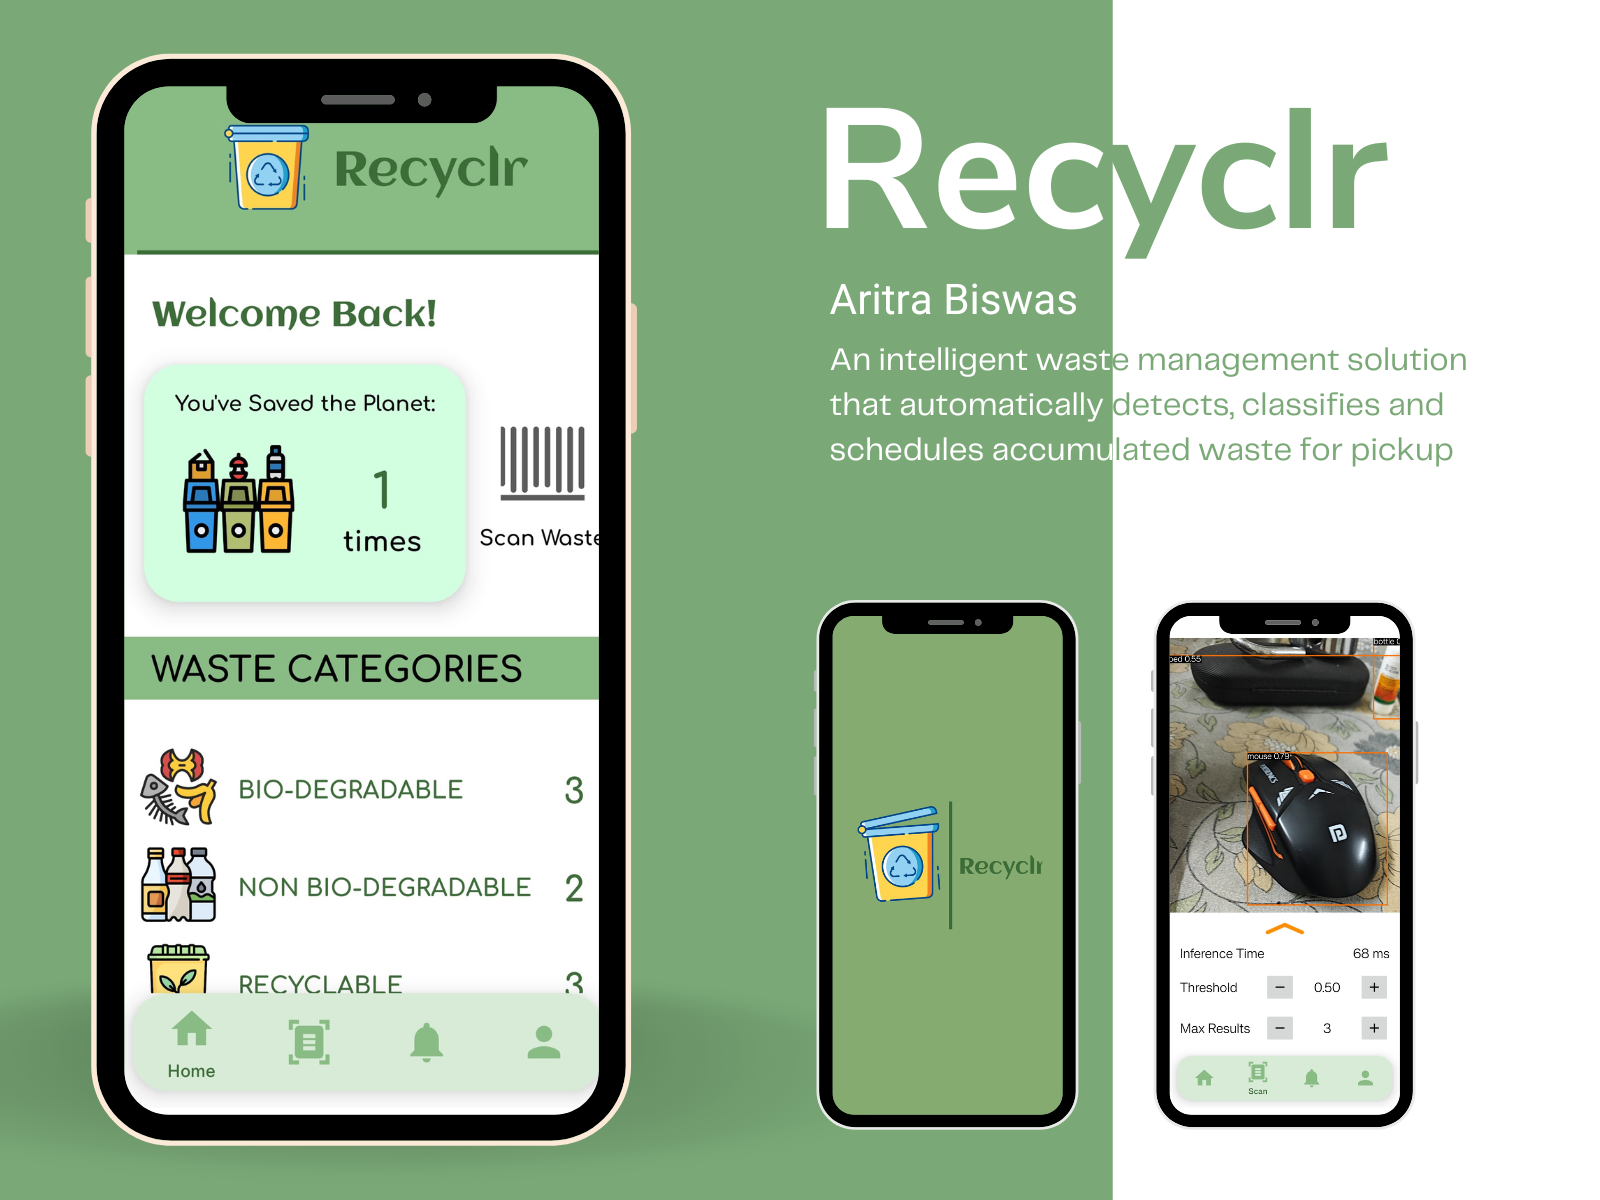 Recyclr
Welcome Back!
You've Saved the Planet:
1
times
Scan Waste
WASTE CATEGORIES
BIO-DEGRADABLE 3
NON BIO-DEGRADABLE 2
RECYCLABLE 3
Home
Recyclr
Aritra Biswas
An intelligent waste management solution
that automatically detects, classifies and
schedules accumulated waste for pickup
Recyclr
bottle
0.55
mouse 0.79
Inference Time 68 ms
Threshold − 0.50 +
Max Results − 3 +
Scan